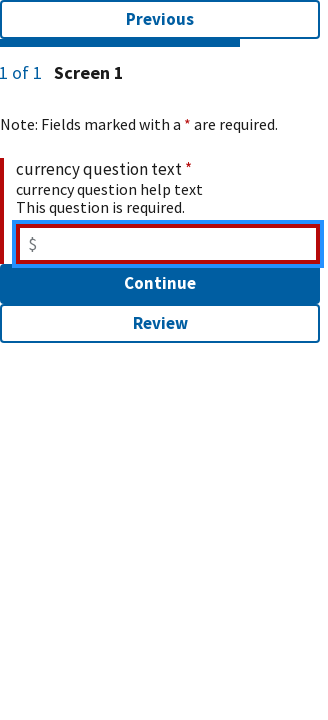 Previous
1 of 1 Screen 1
Note: Fields marked with a * are required.
currency question text *
currency question help text
This question is required.
$
Continue
Review